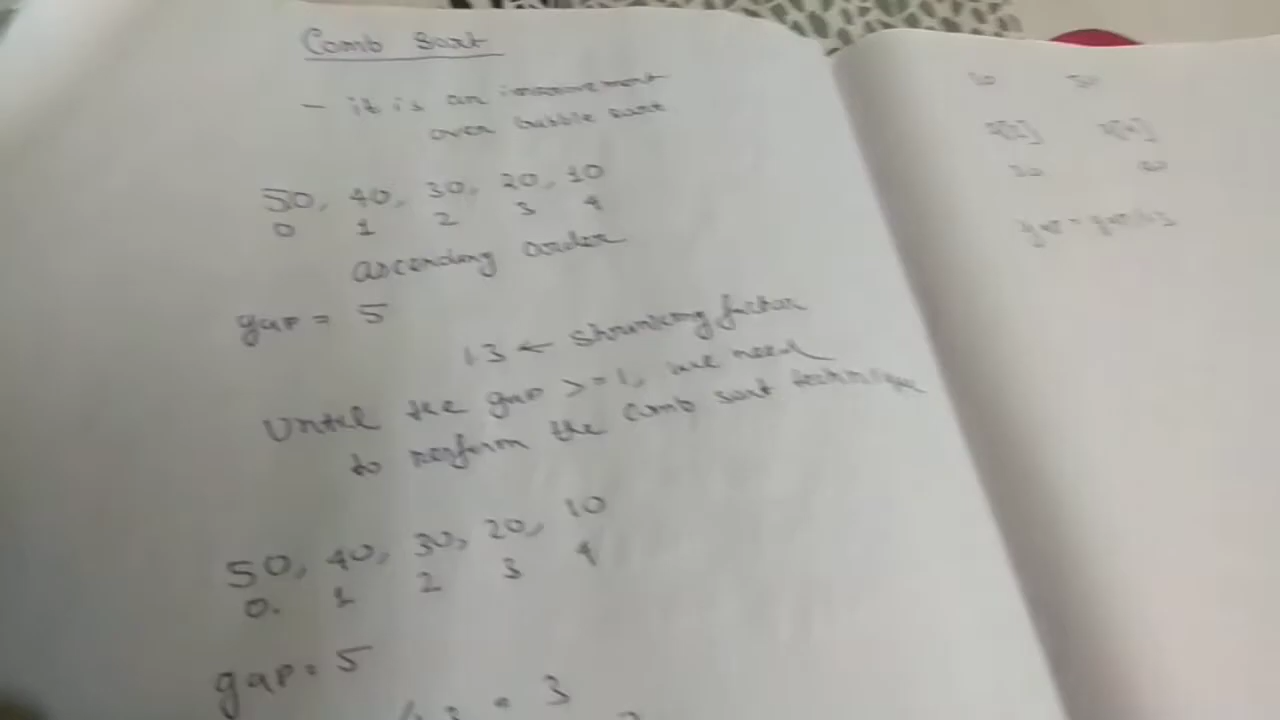 Comb Sort
- it is an improvement
over bubble sort
50, 40, 30, 20, 10
0 1 2 3 4
ascending order
gap = 5
1.3 ← shrinking factor
Until the gap >= 1, we need
to perform the comb sort technique
50, 40, 30, 20, 10
0. 1 2 3 4
gap = 5
= 3